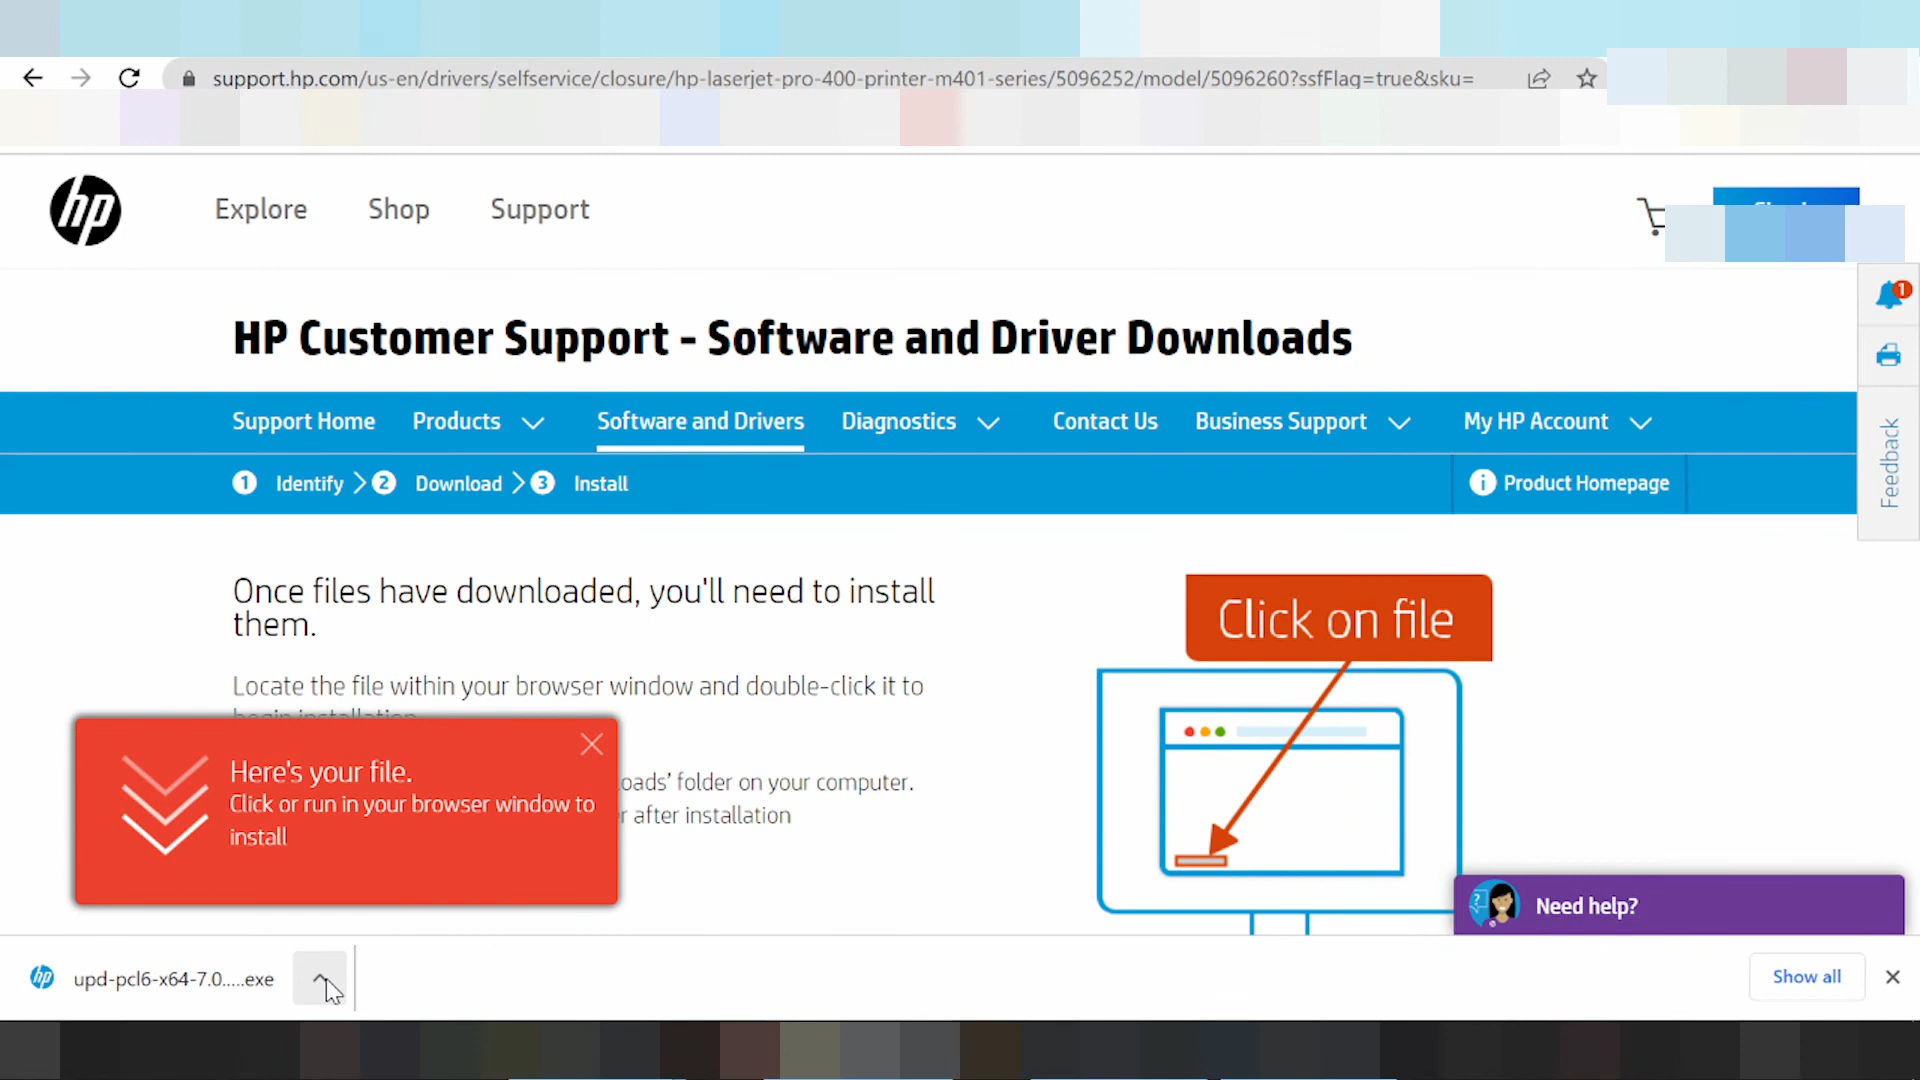 support.hp.com/us-en/drivers/selfservice/closure/hp-laserjet-pro-400-printer-m401-series/5096252/model/5096260?ssfFlag=true&sku=
hp
Explore
Shop
Support
1
HP Customer Support - Software and Driver Downloads
Support Home
Products
Software and Drivers
Diagnostics
Contact Us
Business Support
My HP Account
Feedback
1 Identify
2 Download
3 Install
i Product Homepage
Once files have downloaded, you'll need to install
them.
Click on file
Locate the file within your browser window and double-click it to
Here's your file.
Click or run in your browser window to
install
oads' folder on your computer.
r after installation
Need help?
hp
upd-pcl6-x64-7.0.....exe
Show all